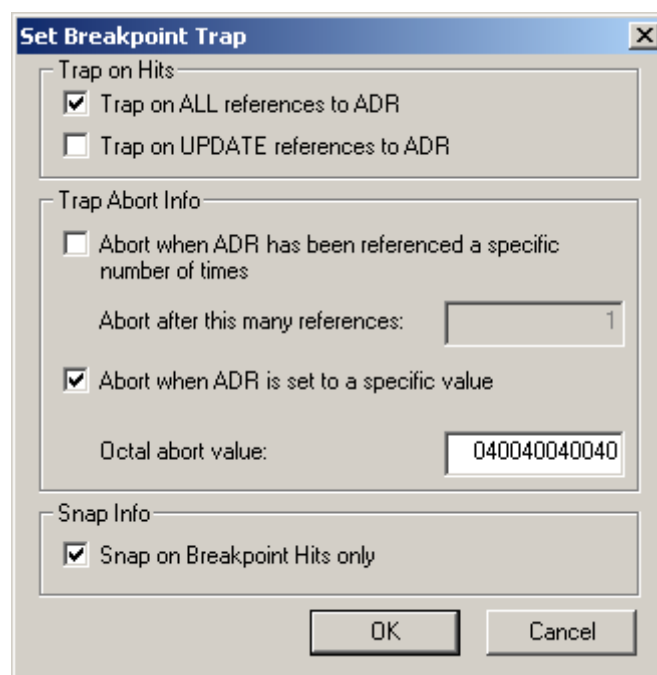 Set Breakpoint Trap
Trap on Hits
Trap on ALL references to ADR
Trap on UPDATE references to ADR
Trap Abort Info
Abort when ADR has been referenced a specific
number of times
Abort after this many references: 1
Abort when ADR is set to a specific value
Octal abort value: 040040040040
Snap Info
Snap on Breakpoint Hits only
OK Cancel